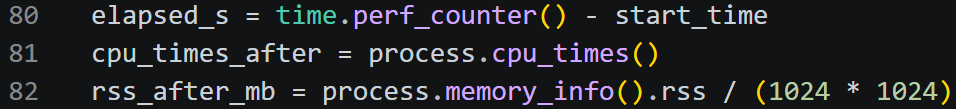 80 elapsed_s = time.perf_counter() - start_time
81 cpu_times_after = process.cpu_times()
82 rss_after_mb = process.memory_info().rss / (1024 * 1024)